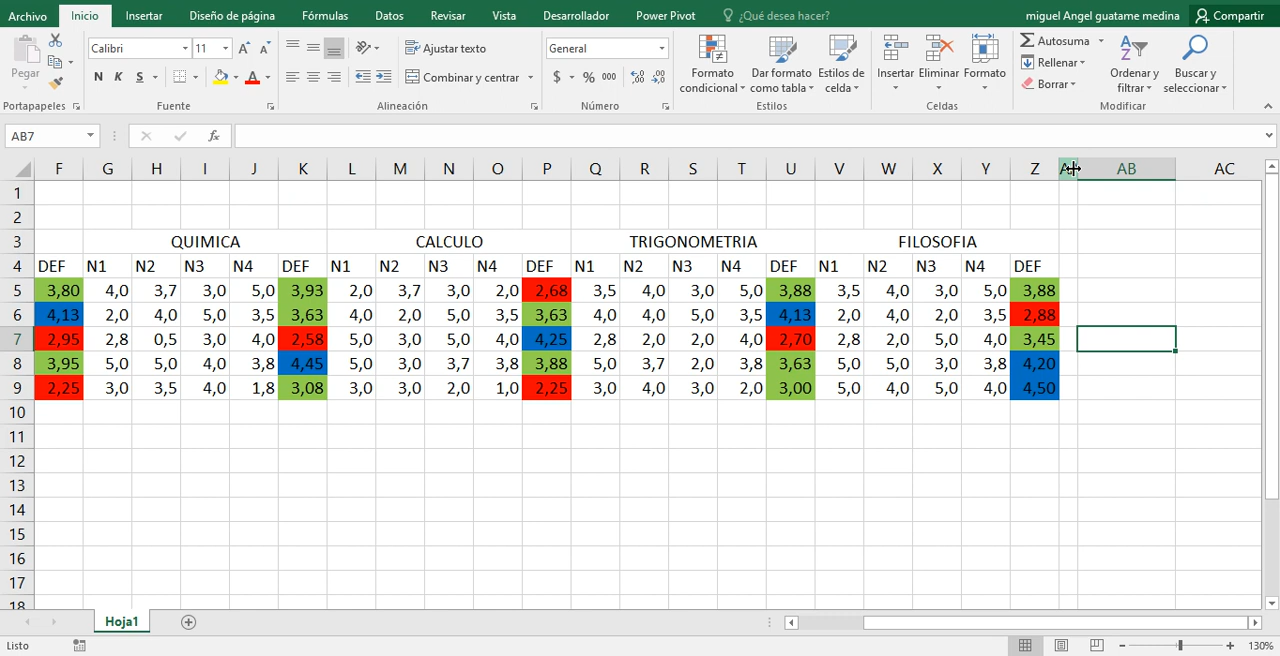 Archivo Inicio Insertar Diseño de página Fórmulas Datos Revisar Vista Desarrollador Power Pivot ¿Qué desea hacer? miguel Angel guatame medina Compartir
Calibri 11 Ajustar texto General Autosuma
Pegar N K S A Combinar y centrar $ % 000 Formato condicional Dar formato como tabla Estilos de celda Insertar Eliminar Formato Rellenar Borrar Ordenar y filtrar Buscar y seleccionar
Portapapeles Fuente Alineación Número Estilos Celdas Modificar
AB7 fx
F G H I J K L M N O P Q R S T U V W X Y Z AB AC
1
2
3 QUIMICA CALCULO TRIGONOMETRIA FILOSOFIA
4 DEF N1 N2 N3 N4 DEF N1 N2 N3 N4 DEF N1 N2 N3 N4 DEF N1 N2 N3 N4 DEF
5 3,80 4,0 3,7 3,0 5,0 3,93 2,0 3,7 3,0 2,0 2,68 3,5 4,0 3,0 5,0 3,88 3,5 4,0 3,0 5,0 3,88
6 4,13 2,0 4,0 5,0 3,5 3,63 4,0 2,0 5,0 3,5 3,63 4,0 4,0 5,0 3,5 4,13 2,0 4,0 2,0 3,5 2,88
7 2,95 2,8 0,5 3,0 4,0 2,58 5,0 3,0 5,0 4,0 4,25 2,8 2,0 2,0 4,0 2,70 2,8 2,0 5,0 4,0 3,45
8 3,95 5,0 5,0 4,0 3,8 4,45 5,0 3,0 3,7 3,8 3,88 5,0 3,7 2,0 3,8 3,63 5,0 5,0 3,0 3,8 4,20
9 2,25 3,0 3,5 4,0 1,8 3,08 3,0 3,0 2,0 1,0 2,25 3,0 4,0 3,0 2,0 3,00 5,0 4,0 5,0 4,0 4,50
10
11
12
13
14
15
16
17
18
Hoja1
Listo 130%